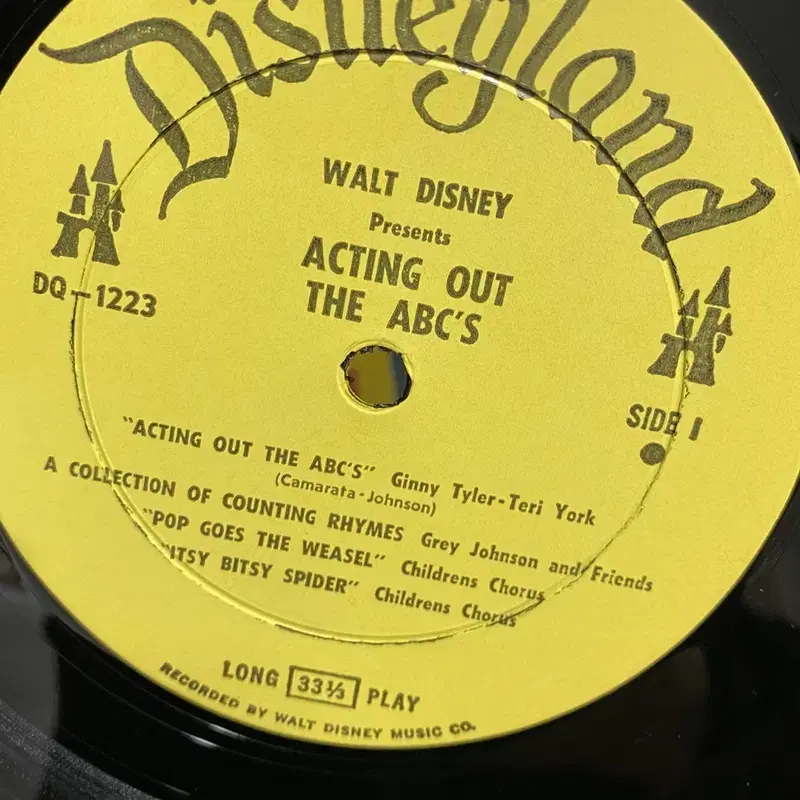 Disneyland
WALT DISNEY
Presents
ACTING OUT
THE ABC'S
DQ-1223
SIDE 1
"ACTING OUT THE ABC'S" Ginny Tyler-Teri York
(Camarata-Johnson)
A COLLECTION OF COUNTING RHYMES Grey Johnson and Friends
"POP GOES THE WEASEL" Childrens Chorus
"ITSY BITSY SPIDER" Childrens Chorus
LONG 33⅓ PLAY
RECORDED BY WALT DISNEY MUSIC CO.